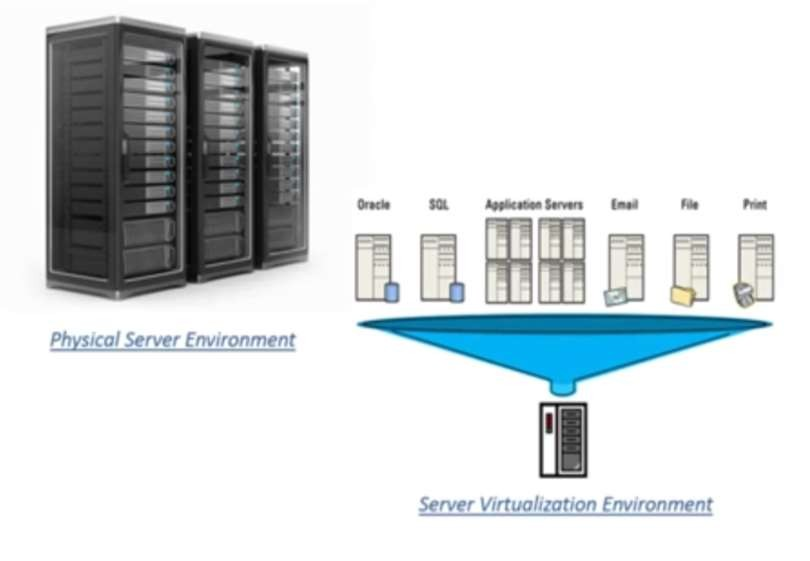 Oracle SQL Application Servers Email File Print
Physical Server Environment
Server Virtualization Environment